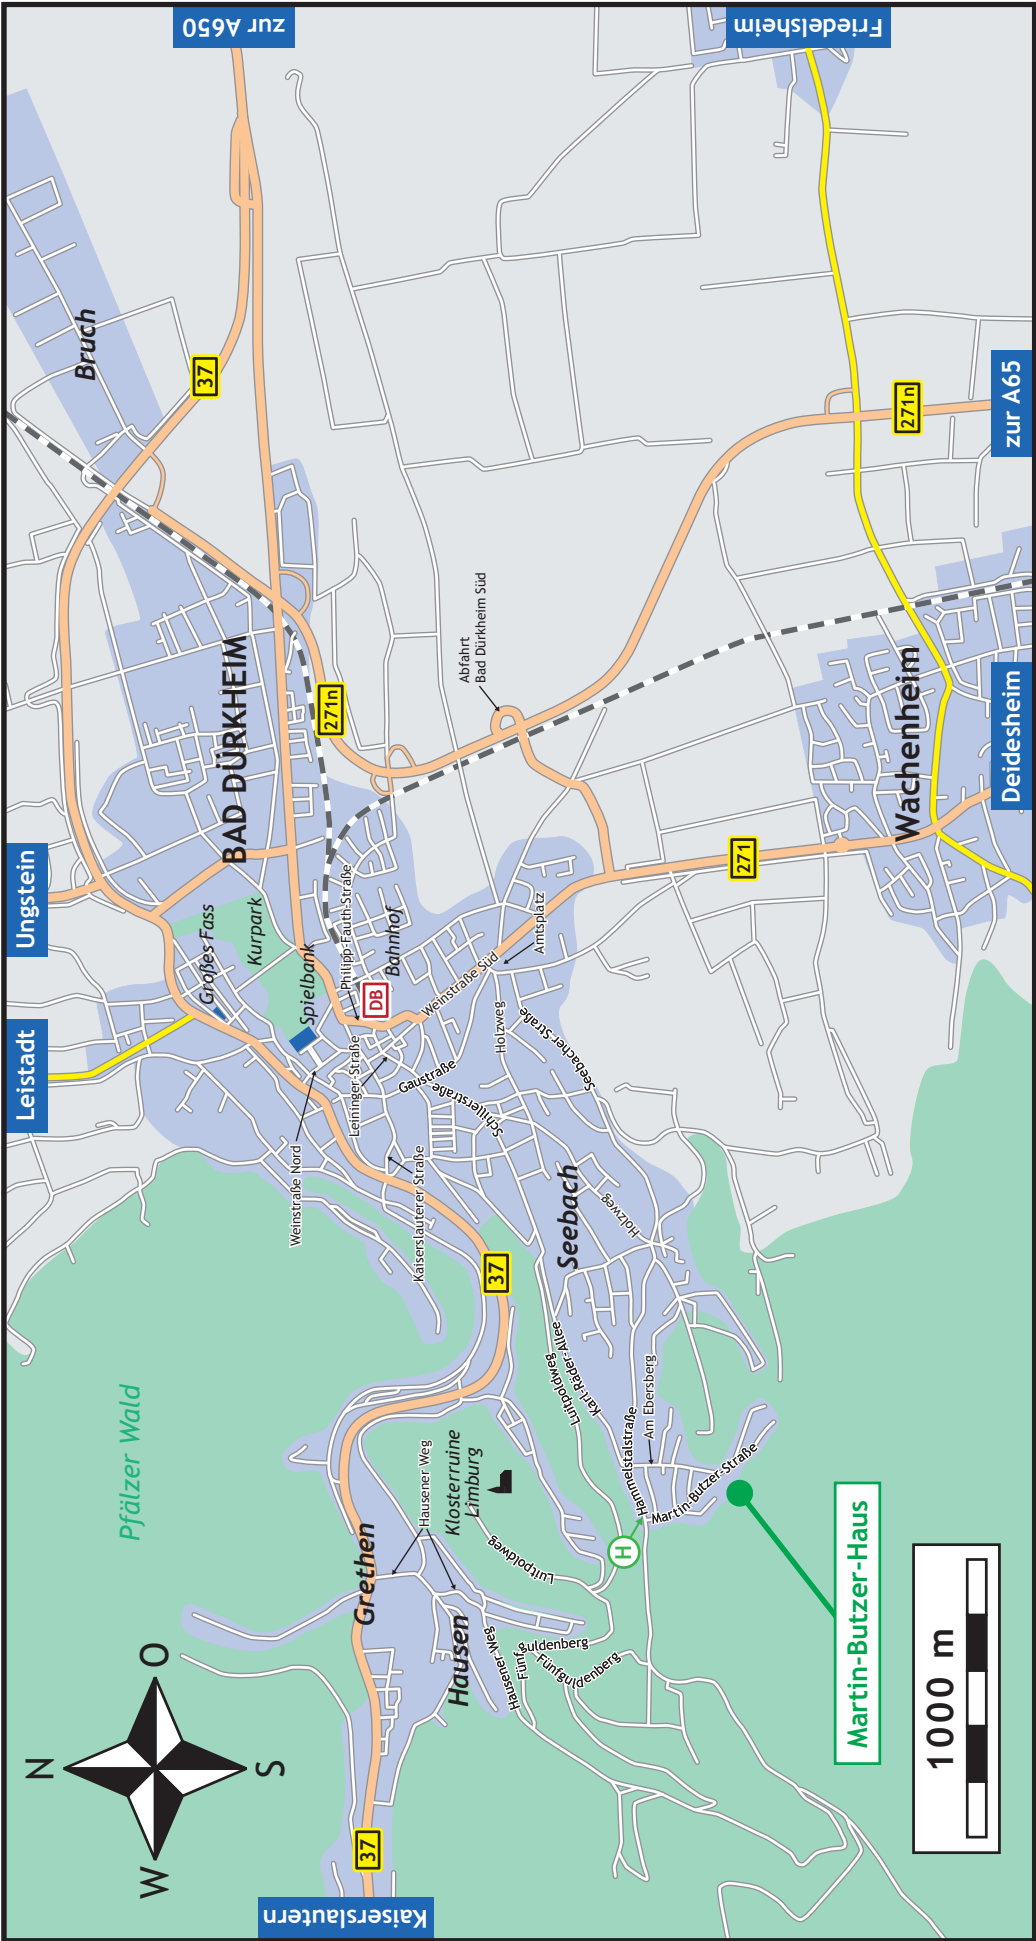 Leistadt
Ungstein
zur A650
Friedelsheim
zur A65
Deidesheim
Kaiserslautern
N
O
S
W
Pfälzer Wald
Bruch
37
BAD DÜRKHEIM
Großes Fass
Kurpark
Spielbank
271n
Philipp-Fauth-Straße
Bahnhof
DB
Weinstraße Nord
Leininger-Straße
Kaiserslauterer Straße
Gaustraße
Schillerstraße
Weinstraße Süd
Holzweg
Amtsplatz
Seebacher Straße
Abfahrt
Bad Dürkheim Süd
37
Grethen
Hausener Weg
Klosterruine
Limburg
Hausen
Hausener Weg
Luitpoldweg
Luitpoldweg
Karl-Räder-Allee
Seebach
Holzweg
Fünfguldenberg
Fünfguldenberg
H
Hammelstalstraße
Am Ebersberg
Martin-Butzer-Straße
271
271n
Wachenheim
37
Martin-Butzer-Haus
1000 m